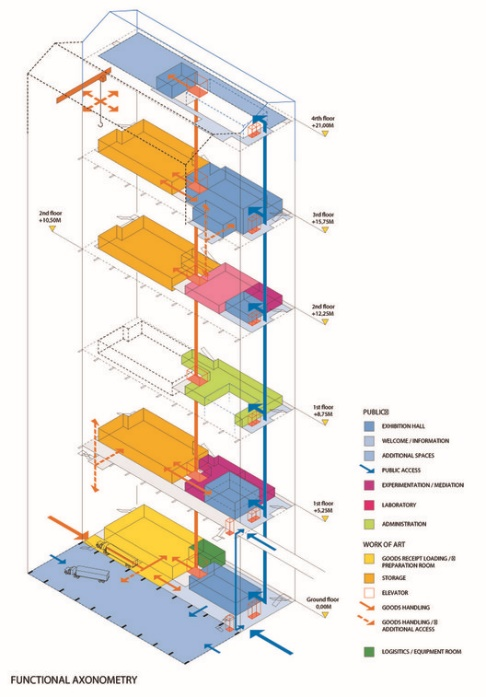 4rth floor
+21,00M
2nd floor
+10,50M
3rd floor
+15,75M
2nd floor
+12,25M
1st floor
+8,75M
1st floor
+5,25M
Ground floor
0,00M
PUBLIC
EXHIBITION HALL
WELCOME / INFORMATION
ADDITIONAL SPACES
PUBLIC ACCESS
EXPERIMENTATION / MEDIATION
LABORATORY
ADMINISTRATION
WORK OF ART
GOODS RECEIPT LOADING /
PREPARATION ROOM
STORAGE
ELEVATOR
GOODS HANDLING
GOODS HANDLING /
ADDITIONAL ACCESS
LOGISITICS / EQUIPMENT ROOM
FUNCTIONAL AXONOMETRY